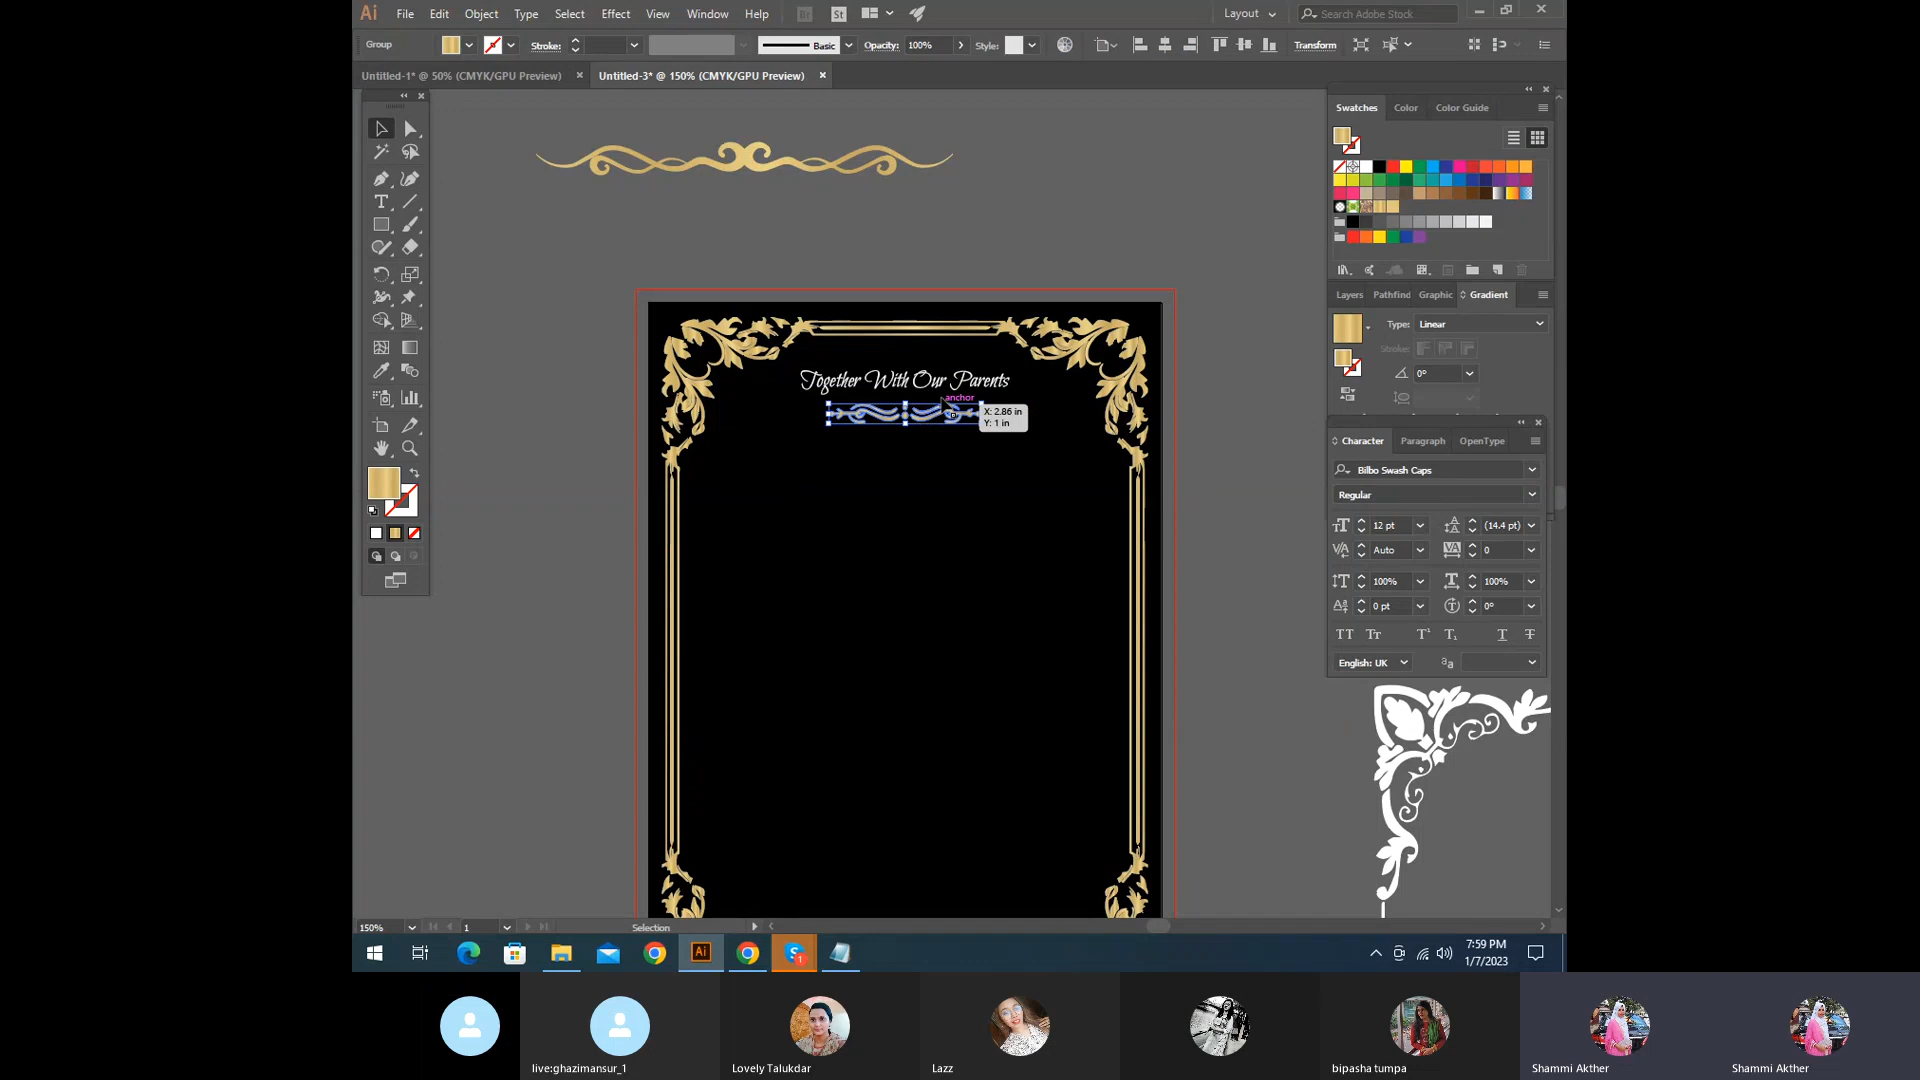 Ai File Edit Object Type Select Effect View Window Help Br St Layout Search Adobe Stock
Group Stroke: Basic Opacity: 100% Style: Transform
Untitled-1* @ 50% (CMYK/GPU Preview) Untitled-3* @ 150% (CMYK/GPU Preview)
Swatches Color Color Guide
Layers Pathfind Graphic Gradient
Type: Linear
Stroke:
0°
Together With Our Parents
anchor
X: 2.86 in
Y: 1 in
Character Paragraph OpenType
Bilbo Swash Caps
Regular
12 pt (14.4 pt)
Auto 0
100% 100%
0 pt 0°
English: UK
150% 1 Selection
7:59 PM
1/7/2023
live:ghazimansur_1 Lovely Talukdar Lazz bipasha tumpa Shammi Akther Shammi Akther